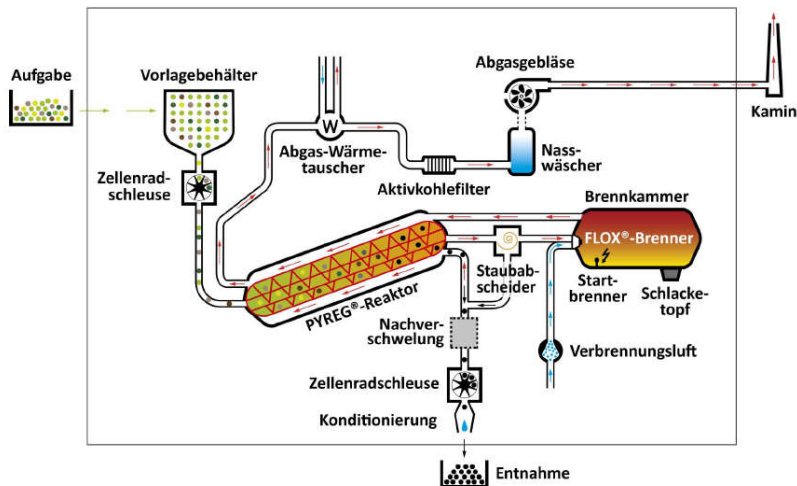 Aufgabe
Vorlagebehälter
Abgasgebläse
Kamin
W
Abgas-Wärme-
tauscher
Aktivkohlefilter
Nass-
wäscher
Zellenrad-
schleuse
Brennkammer
FLOX®-Brenner
Start-
brenner
Schlacke-
topf
Staubab-
scheider
PYREG®-Reaktor
Nachver-
schwelung
Verbrennungsluft
Zellenradschleuse
Konditionierung
Entnahme